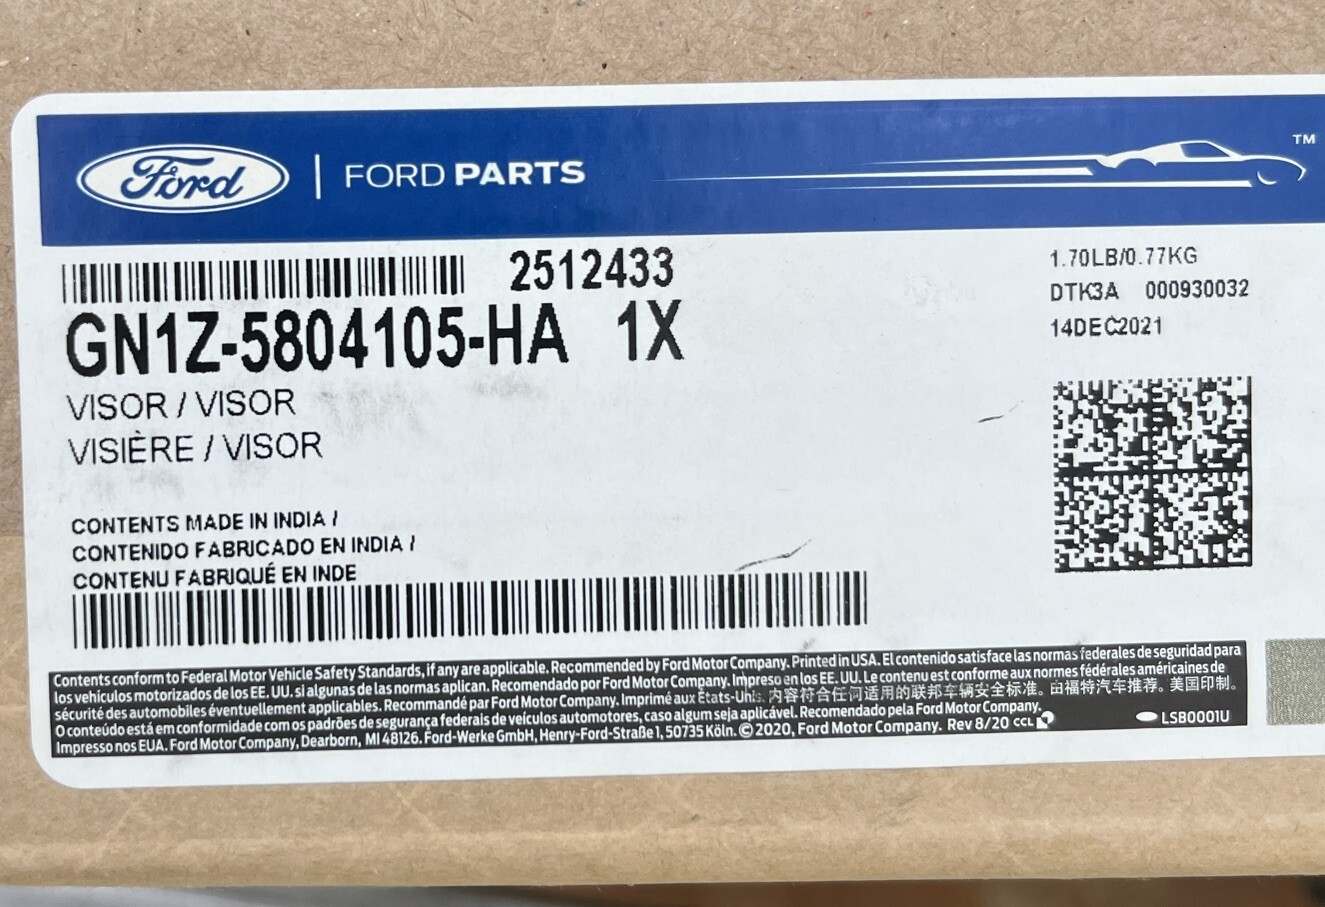 Ford | FORD PARTS ™
2512433
GN1Z-5804105-HA 1X
VISOR / VISOR
VISIÈRE / VISOR
1.70LB/0.77KG
DTK3A 000930032
14DEC2021
CONTENTS MADE IN INDIA /
CONTENIDO FABRICADO EN INDIA /
CONTENU FABRIQUÉ EN INDE
Contents conform to Federal Motor Vehicle Safety Standards, if any are applicable. Recommended by Ford Motor Company. Printed in USA. El contenido satisface las normas federales de seguridad para
los vehículos motorizados de los EE. UU. si algunas de las normas aplican. Recomendado por Ford Motor Company. Impreso en los EE. UU. Le contenu est conforme aux normes fédérales américaines de
sécurité des automobiles éventuellement applicables. Recommandé par Ford Motor Company. Imprimé aux États-Unis. 内容符合任何适用的联邦车辆安全标准。由福特汽车推荐。美国印制。
O conteúdo está em conformidade com os padrões de segurança federais de veículos automotores, caso algum seja aplicável. Recomendado pela Ford Motor Company.
Impresso nos EUA. Ford Motor Company, Dearborn, MI 48126. Ford-Werke GmbH, Henry-Ford-Straße 1, 50735 Köln. © 2020, Ford Motor Company. Rev 8/20 CCL
LSB0001U